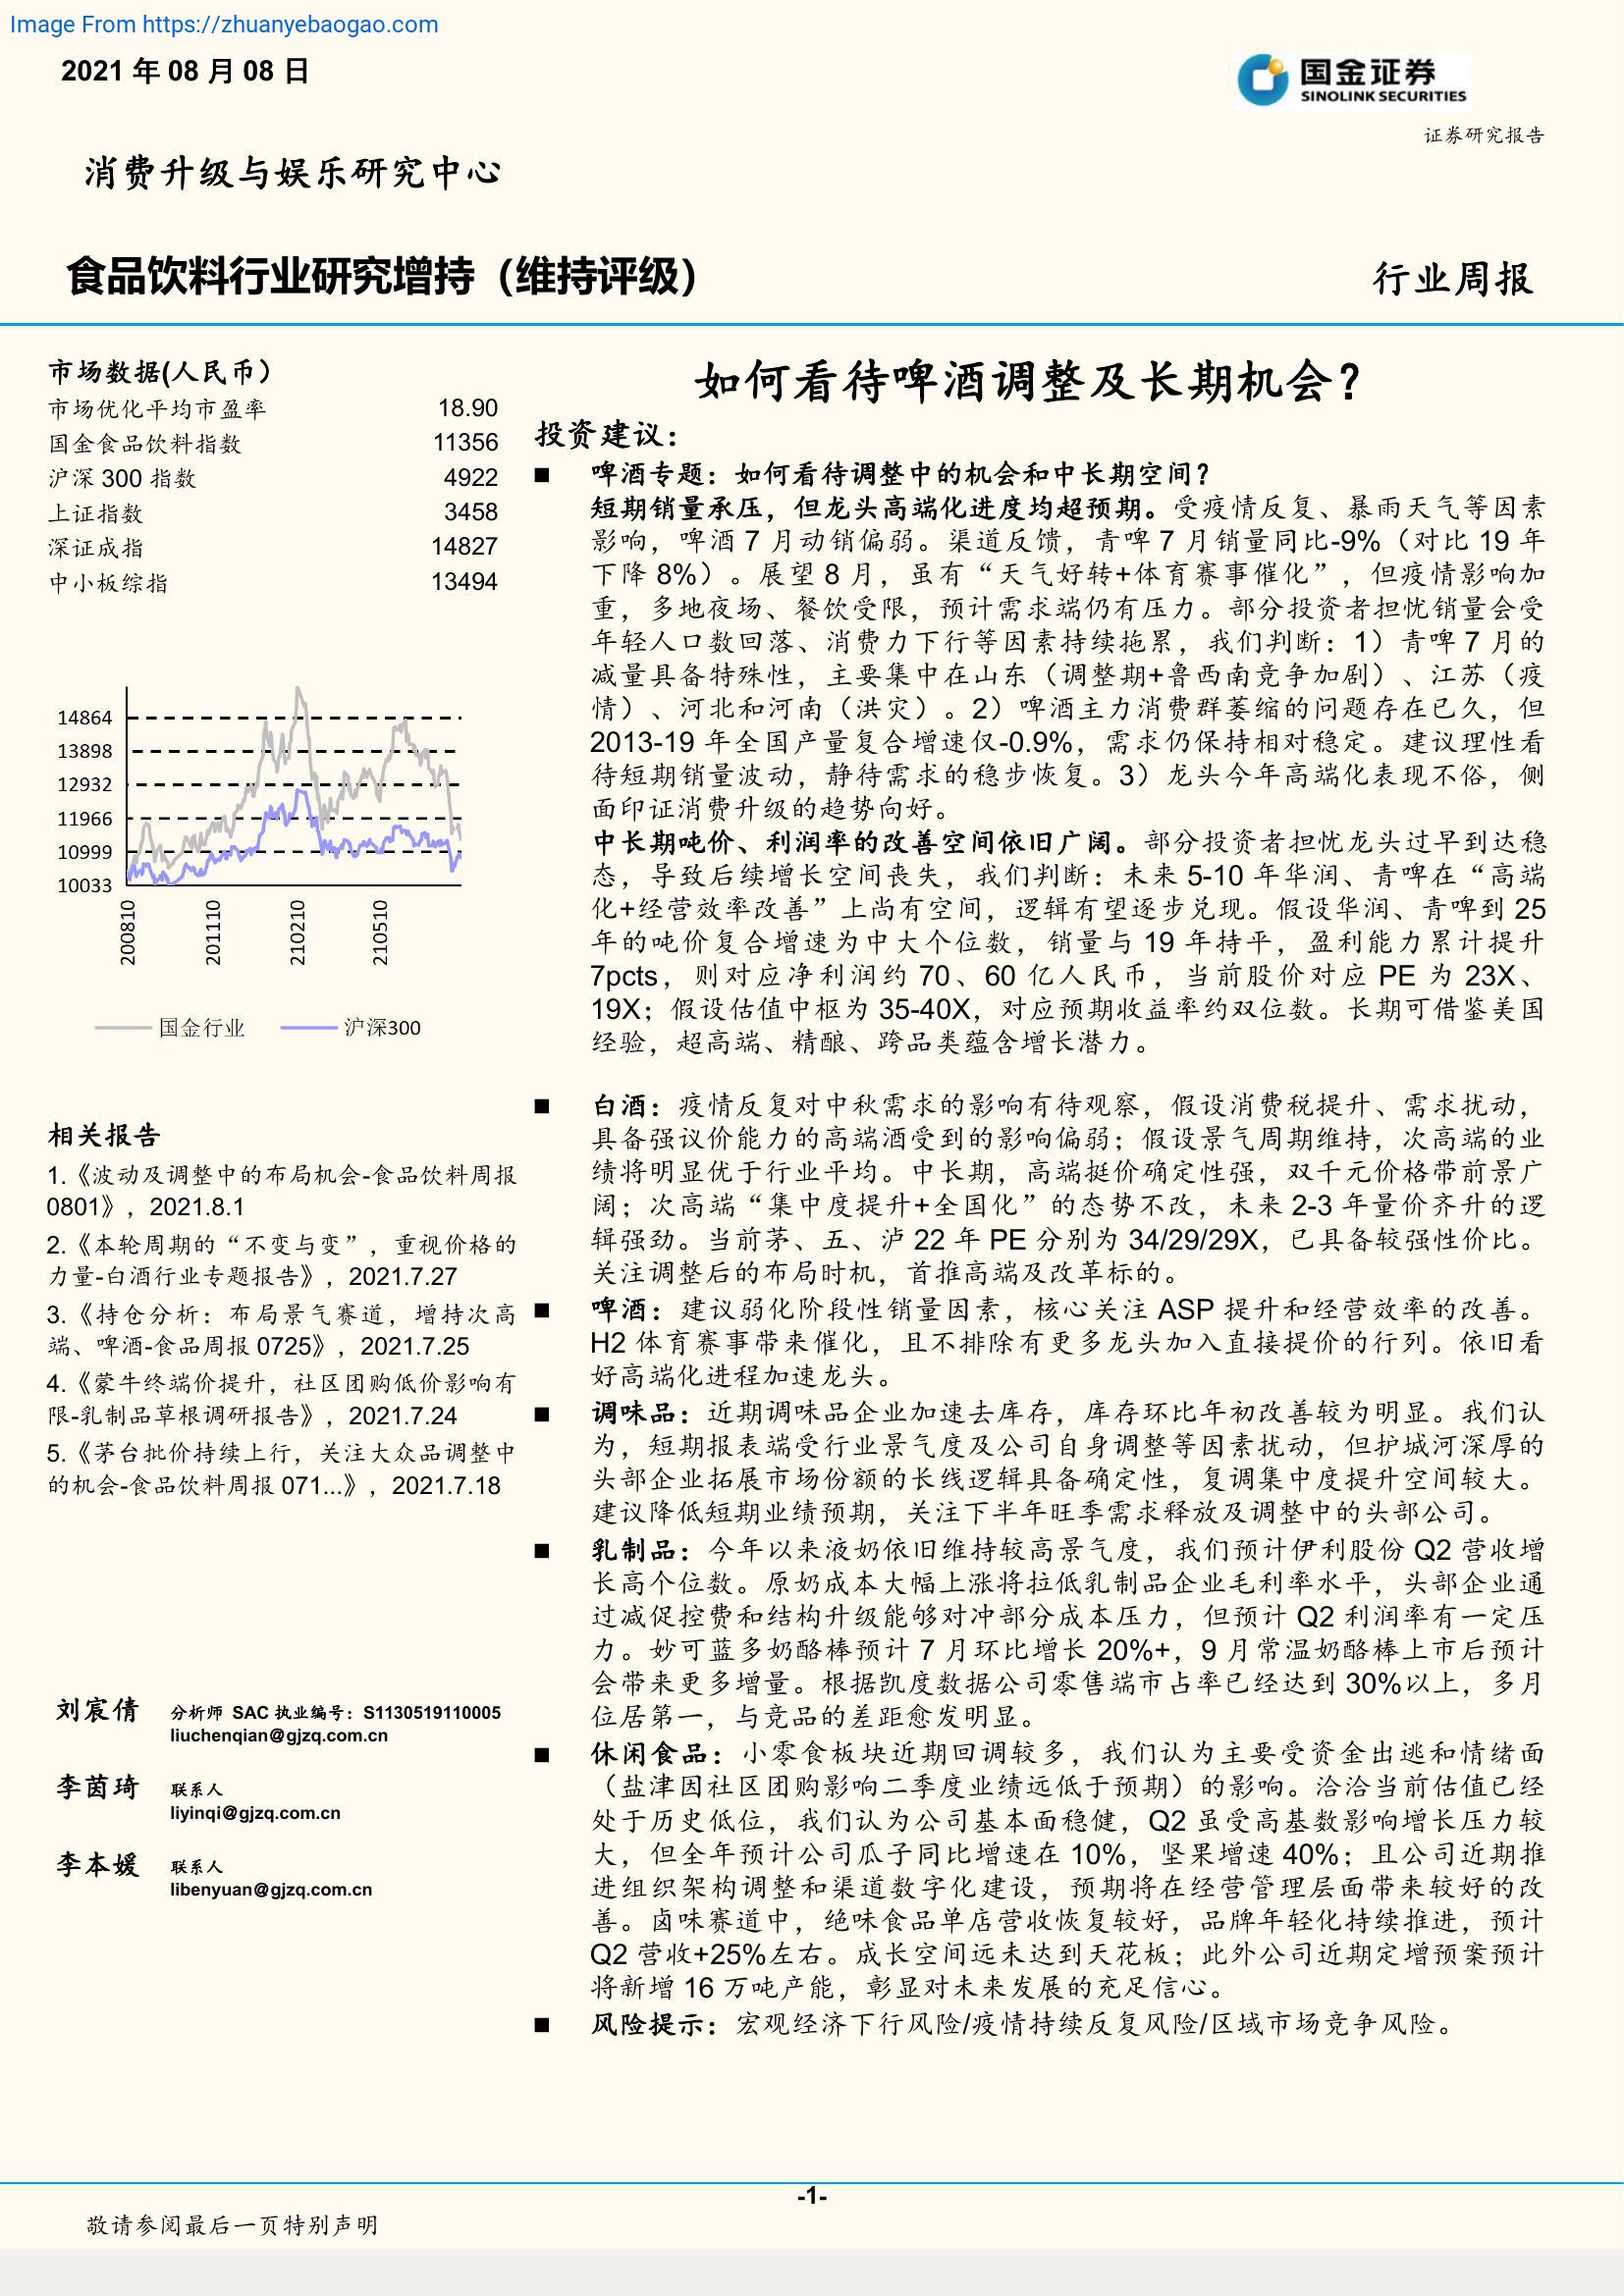 Image From https://zhuanyebaogao.com
2021 年 08 月 08 日
国金证券
SINOLINK SECURITIES
证券研究报告
消费升级与娱乐研究中心
食品饮料行业研究增持（维持评级）
行业周报
市场数据(人民币）
市场优化平均市盈率 18.90
国金食品饮料指数 11356
沪深 300 指数 4922
上证指数 3458
深证成指 14827
中小板综指 13494
14864
13898
12932
11966
10999
10033
200810
201110
210210
210510
国金行业 沪深300
相关报告
1.《波动及调整中的布局机会-食品饮料周报
0801》，2021.8.1
2.《本轮周期的“不变与变”，重视价格的
力量-白酒行业专题报告》，2021.7.27
3.《持仓分析：布局景气赛道，增持次高
端、啤酒-食品周报 0725》，2021.7.25
4.《蒙牛终端价提升，社区团购低价影响有
限-乳制品草根调研报告》，2021.7.24
5.《茅台批价持续上行，关注大众品调整中
的机会-食品饮料周报 071...》，2021.7.18
刘宸倩 分析师 SAC 执业编号：S1130519110005
liuchenqian@gjzq.com.cn
李茵琦 联系人
liyinqi@gjzq.com.cn
李本媛 联系人
libenyuan@gjzq.com.cn
如何看待啤酒调整及长期机会？
投资建议：
■ 啤酒专题：如何看待调整中的机会和中长期空间？
短期销量承压，但龙头高端化进度均超预期。受疫情反复、暴雨天气等因素
影响，啤酒 7 月动销偏弱。渠道反馈，青啤 7 月销量同比-9%（对比 19 年
下降 8%）。展望 8 月，虽有“天气好转+体育赛事催化”，但疫情影响加
重，多地夜场、餐饮受限，预计需求端仍有压力。部分投资者担忧销量会受
年轻人口数回落、消费力下行等因素持续拖累，我们判断：1）青啤 7 月的
减量具备特殊性，主要集中在山东（调整期+鲁西南竞争加剧）、江苏（疫
情）、河北和河南（洪灾）。2）啤酒主力消费群萎缩的问题存在已久，但
2013-19 年全国产量复合增速仅-0.9%，需求仍保持相对稳定。建议理性看
待短期销量波动，静待需求的稳步恢复。3）龙头今年高端化表现不俗，侧
面印证消费升级的趋势向好。
中长期吨价、利润率的改善空间依旧广阔。部分投资者担忧龙头过早到达稳
态，导致后续增长空间丧失，我们判断：未来 5-10 年华润、青啤在“高端
化+经营效率改善”上尚有空间，逻辑有望逐步兑现。假设华润、青啤到 25
年的吨价复合增速为中大个位数，销量与 19 年持平，盈利能力累计提升
7pcts，则对应净利润约 70、60 亿人民币，当前股价对应 PE 为 23X、
19X；假设估值中枢为 35-40X，对应预期收益率约双位数。长期可借鉴美国
经验，超高端、精酿、跨品类蕴含增长潜力。
■ 白酒：疫情反复对中秋需求的影响有待观察，假设消费税提升、需求扰动，
具备强议价能力的高端酒受到的影响偏弱；假设景气周期维持，次高端的业
绩将明显优于行业平均。中长期，高端挺价确定性强，双千元价格带前景广
阔；次高端“集中度提升+全国化”的态势不改，未来 2-3 年量价齐升的逻
辑强劲。当前茅、五、泸 22 年 PE 分别为 34/29/29X，已具备较强性价比。
关注调整后的布局时机，首推高端及改革标的。
■ 啤酒：建议弱化阶段性销量因素，核心关注 ASP 提升和经营效率的改善。
H2 体育赛事带来催化，且不排除有更多龙头加入直接提价的行列。依旧看
好高端化进程加速龙头。
■ 调味品：近期调味品企业加速去库存，库存环比年初改善较为明显。我们认
为，短期报表端受行业景气度及公司自身调整等因素扰动，但护城河深厚的
头部企业拓展市场份额的长线逻辑具备确定性，复调集中度提升空间较大。
建议降低短期业绩预期，关注下半年旺季需求释放及调整中的头部公司。
■ 乳制品：今年以来液奶依旧维持较高景气度，我们预计伊利股份 Q2 营收增
长高个位数。原奶成本大幅上涨将拉低乳制品企业毛利率水平，头部企业通
过减促控费和结构升级能够对冲部分成本压力，但预计 Q2 利润率有一定压
力。妙可蓝多奶酪棒预计 7 月环比增长 20%+，9 月常温奶酪棒上市后预计
会带来更多增量。根据凯度数据公司零售端市占率已经达到 30%以上，多月
位居第一，与竞品的差距愈发明显。
■ 休闲食品：小零食板块近期回调较多，我们认为主要受资金出逃和情绪面
（盐津因社区团购影响二季度业绩远低于预期）的影响。洽洽当前估值已经
处于历史低位，我们认为公司基本面稳健，Q2 虽受高基数影响增长压力较
大，但全年预计公司瓜子同比增速在 10%，坚果增速 40%；且公司近期推
进组织架构调整和渠道数字化建设，预期将在经营管理层面带来较好的改
善。卤味赛道中，绝味食品单店营收恢复较好，品牌年轻化持续推进，预计
Q2 营收+25%左右。成长空间远未达到天花板；此外公司近期定增预案预计
将新增 16 万吨产能，彰显对未来发展的充足信心。
■ 风险提示：宏观经济下行风险/疫情持续反复风险/区域市场竞争风险。
-1-
敬请参阅最后一页特别声明